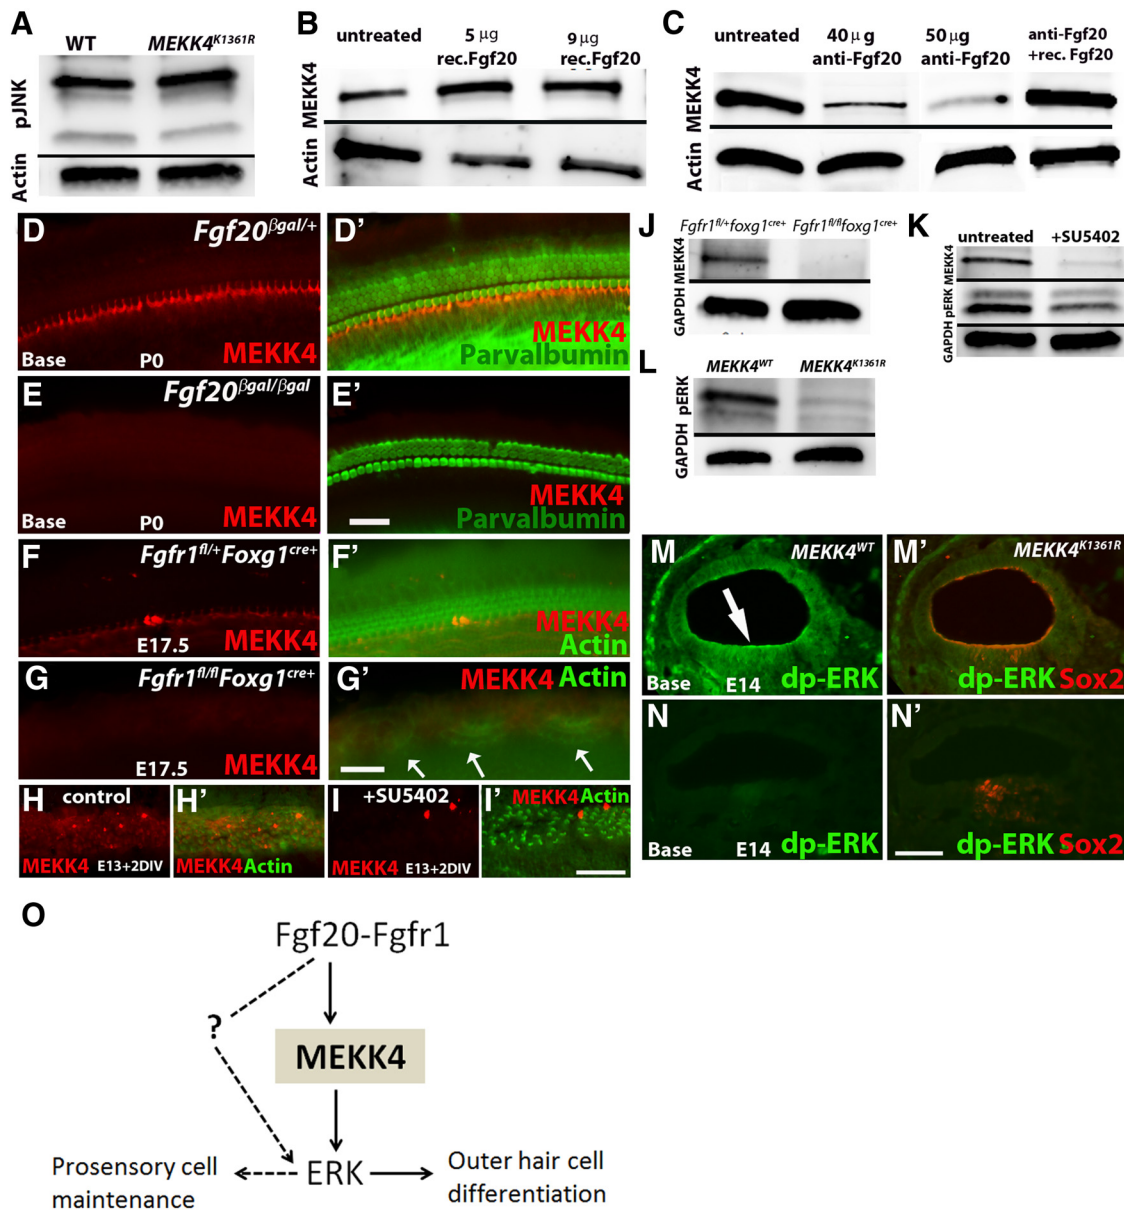 A
WT MEKK4K1361R
pJNK
Actin
B
untreated 5 µg rec.Fgf20 9 µg rec.Fgf20
MEKK4
Actin
C
untreated 40µg anti-Fgf20 50µg anti-Fgf20 anti-Fgf20 +rec. Fgf20
MEKK4
Actin
D Fgf20βgal/+
Base P0 MEKK4
D’
MEKK4
Parvalbumin
E Fgf20βgal/βgal
Base P0 MEKK4
E’
MEKK4
Parvalbumin
F Fgfr1fl/+Foxg1cre+
E17.5 MEKK4
F’
MEKK4
Actin
G Fgfr1fl/flFoxg1cre+
E17.5 MEKK4
G’ MEKK4 Actin
H control
MEKK4 E13+2DIV
H’
MEKK4Actin
I +SU5402
MEKK4 E13+2DIV
I’ MEKK4Actin
J
Fgfr1fl/+foxg1cre+ Fgfr1fl/flfoxg1cre+
GAPDH MEKK4
K
untreated +SU5402
GAPDH pERK MEKK4
L
MEKK4WT MEKK4K1361R
GAPDH pERK
M MEKK4WT
Base E14 dp-ERK
M’ MEKK4K1361R
dp-ERK Sox2
N
Base E14 dp-ERK
N’
dp-ERK Sox2
O
Fgf20-Fgfr1
?
MEKK4
Prosensory cell
maintenance
ERK
Outer hair cell
differentiation